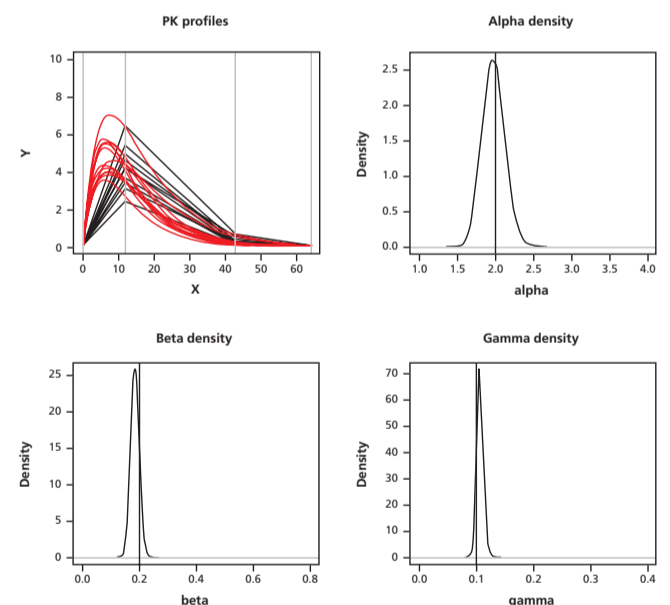 PK profiles
Alpha density
10
8
6
4
2
0
Y
0 10 20 30 40 50 60
X
2.5
2.0
1.5
1.0
0.5
0.0
Density
1.0 1.5 2.0 2.5 3.0 3.5 4.0
alpha
Beta density
Gamma density
25
20
15
10
5
0
Density
0.0 0.2 0.4 0.6 0.8
beta
70
60
50
40
30
20
10
0
Density
0.0 0.1 0.2 0.3 0.4
gamma